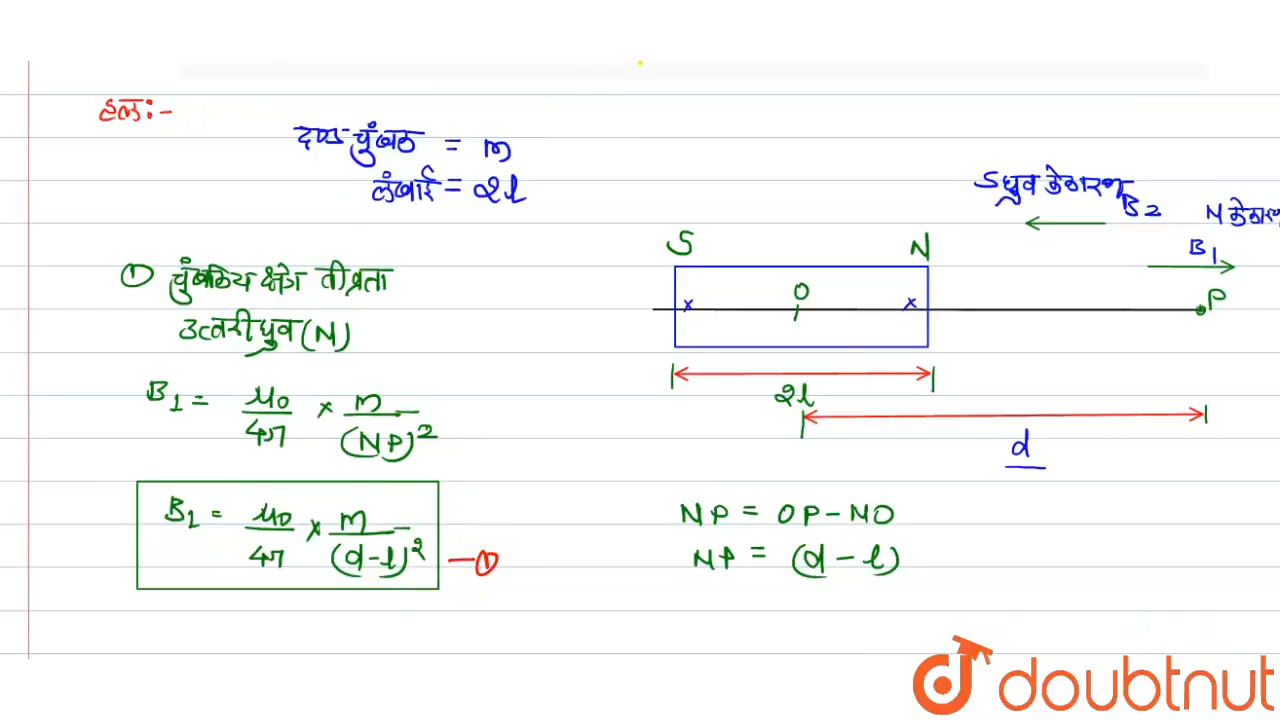 हल:-
दण्ड चुंबक = m
लंबाई = 2l
① चुंबकिय क्षेत्र तीव्रता
उत्तरी ध्रुव (N)
B₁ = μ₀/4π × m/(NP)²
B₁ = μ₀/4π × m/(d-l)² —①
S ध्रुव के कारण
B₂
N के कारण
B₁
S
N
O
P
2l
d
NP = OP - NO
NP = (d - l)
doubtnut